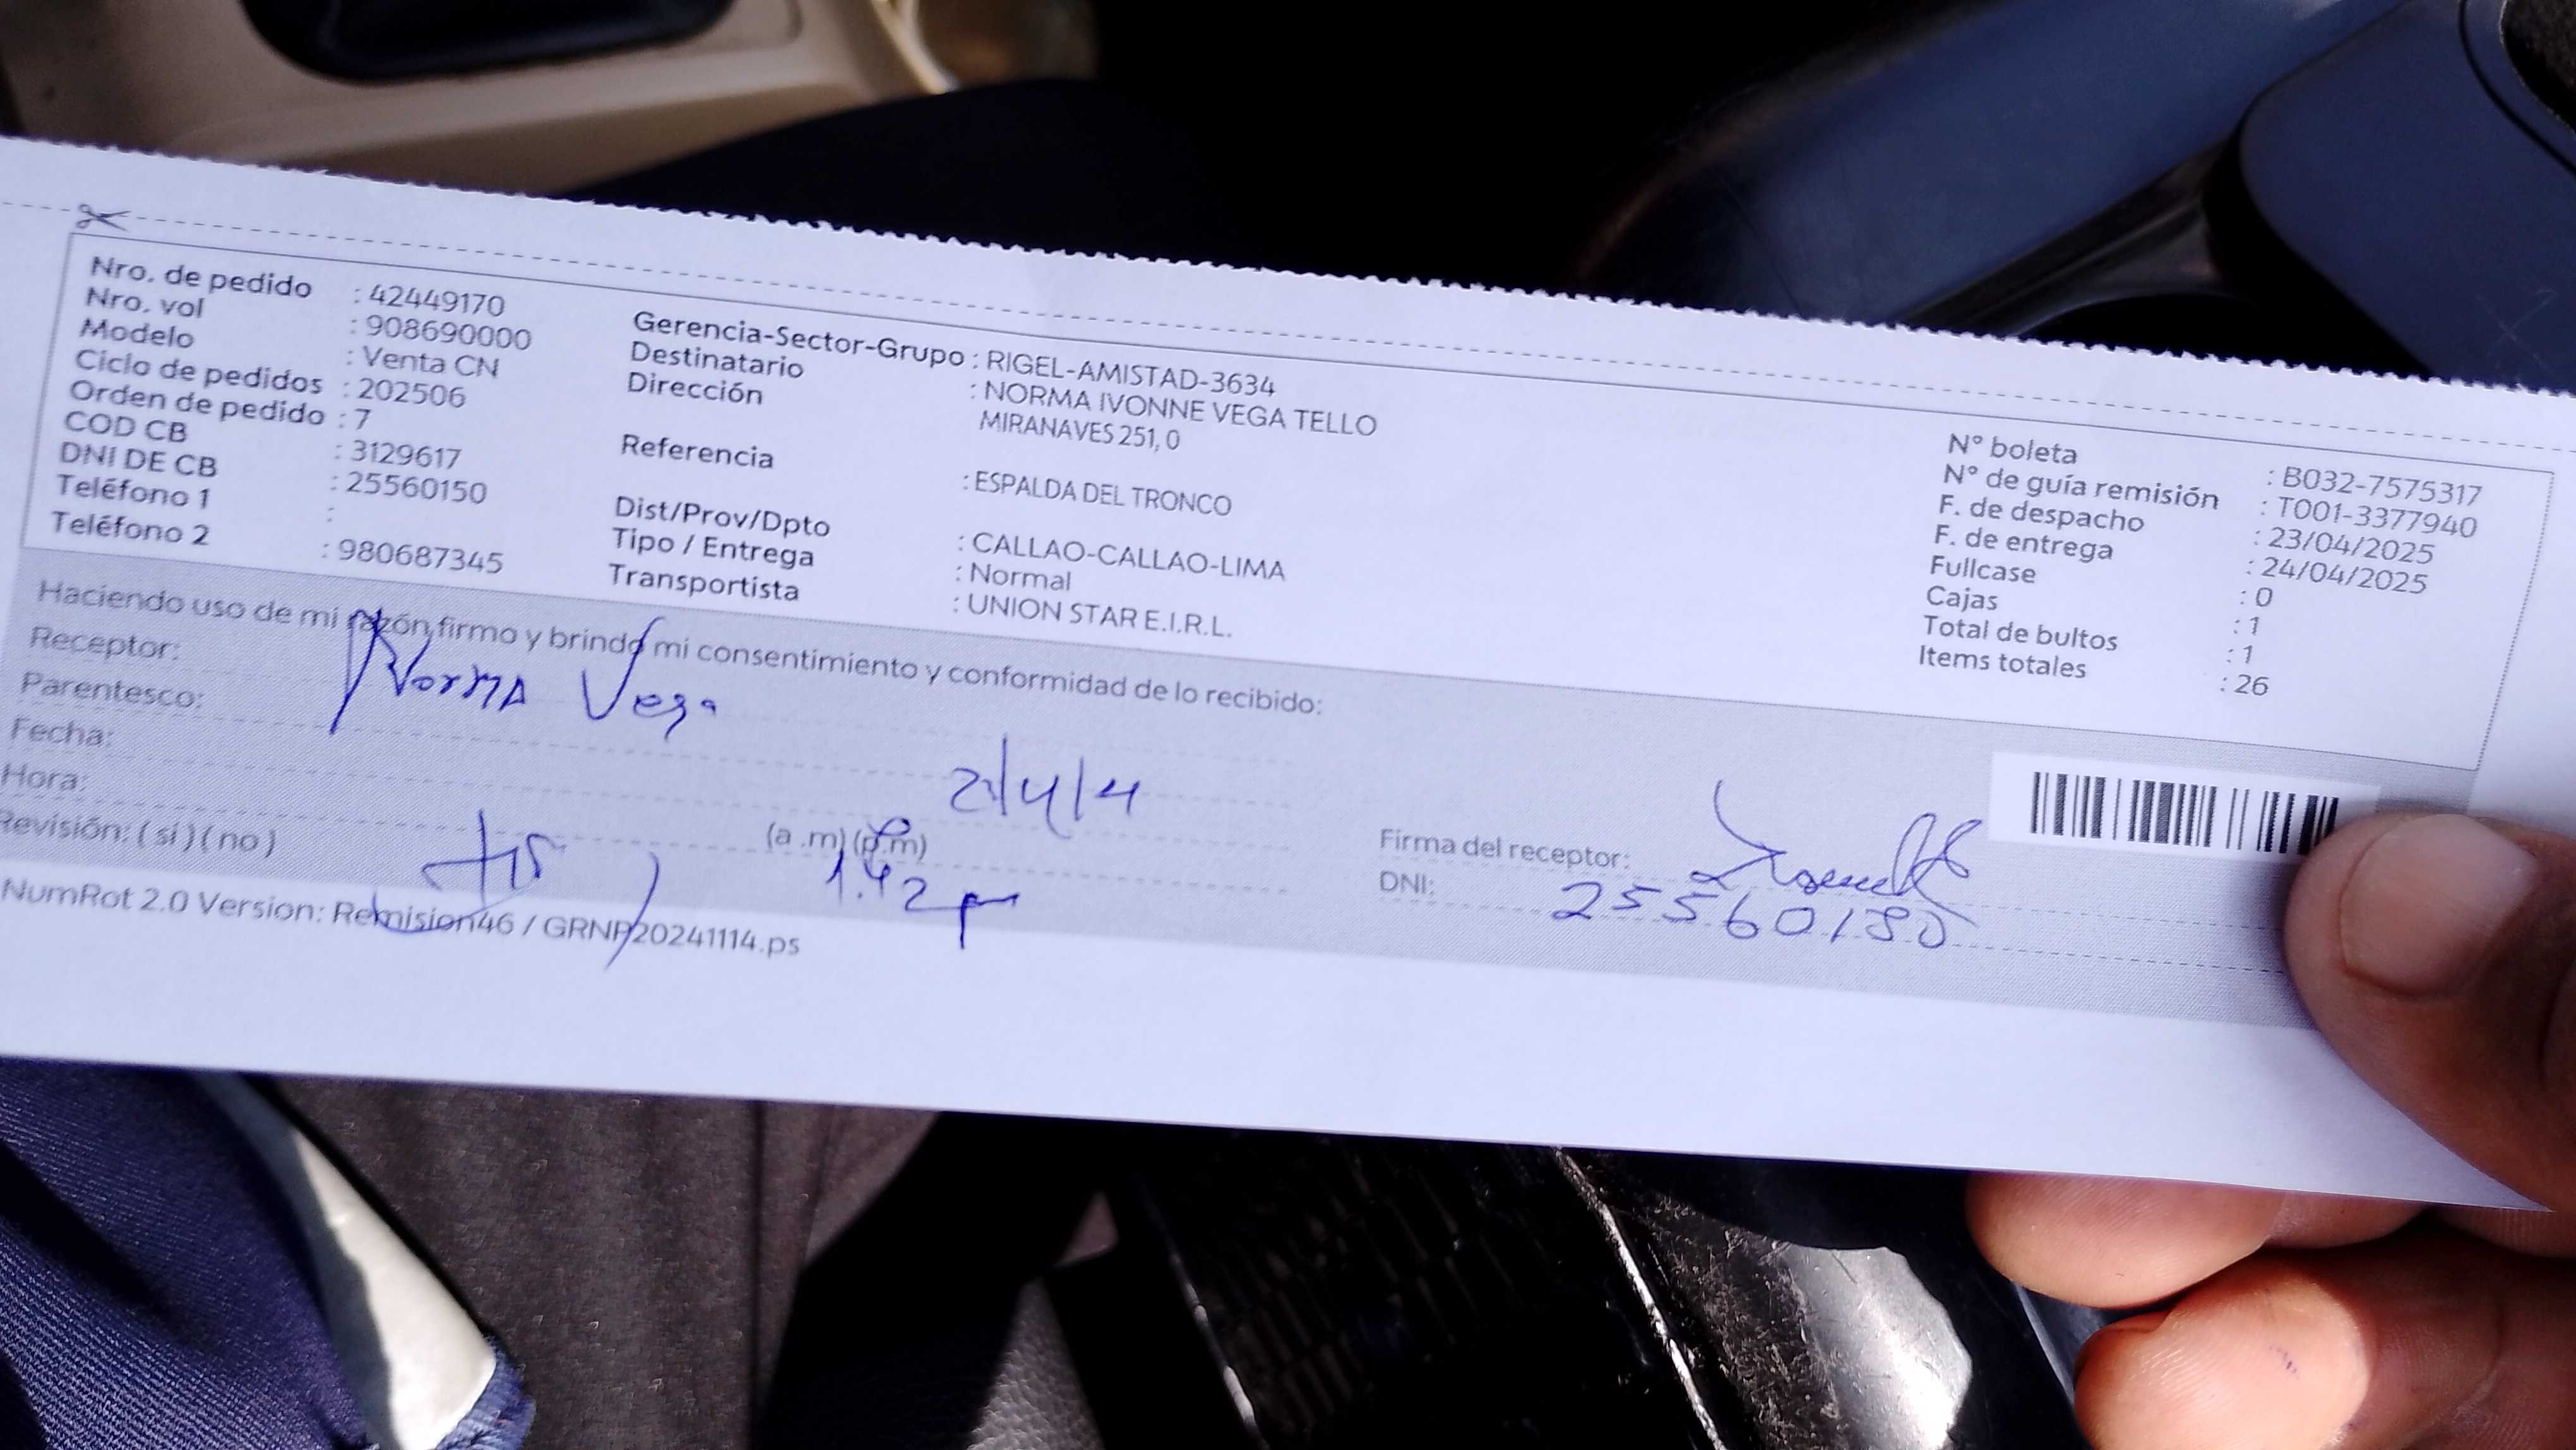 Nro. de pedido : 42449170
Nro. vol : 908690000
Modelo : Venta CN
Ciclo de pedidos : 202506
Orden de pedido : 7
COD CB : 3129617
DNI DE CB : 25560150
Teléfono 1 :
Teléfono 2 : 980687345
Gerencia-Sector-Grupo : RIGEL-AMISTAD-3634
Destinatario : NORMA IVONNE VEGA TELLO
Dirección MIRANAVES 251, 0
Referencia : ESPALDA DEL TRONCO
Dist/Prov/Dpto : CALLAO-CALLAO-LIMA
Tipo / Entrega : Normal
Transportista : UNION STAR E.I.R.L.
N° boleta : B032-7575317
N° de guía remisión : T001-3377940
F. de despacho : 23/04/2025
F. de entrega : 24/04/2025
Fullcase : 0
Cajas : 1
Total de bultos : 1
Items totales : 26
Haciendo uso de mi razón, firmo y brindo mi consentimiento y conformidad de lo recibido:
Receptor: Norma Vega
Parentesco:
Fecha:
Hora: (a .m) (p.m)
1.42 pm
Revisión: ( si ) ( no )
Firma del receptor:
DNI: 25560150
NumRot 2.0 Version: Remision46 / GRNP20241114.ps